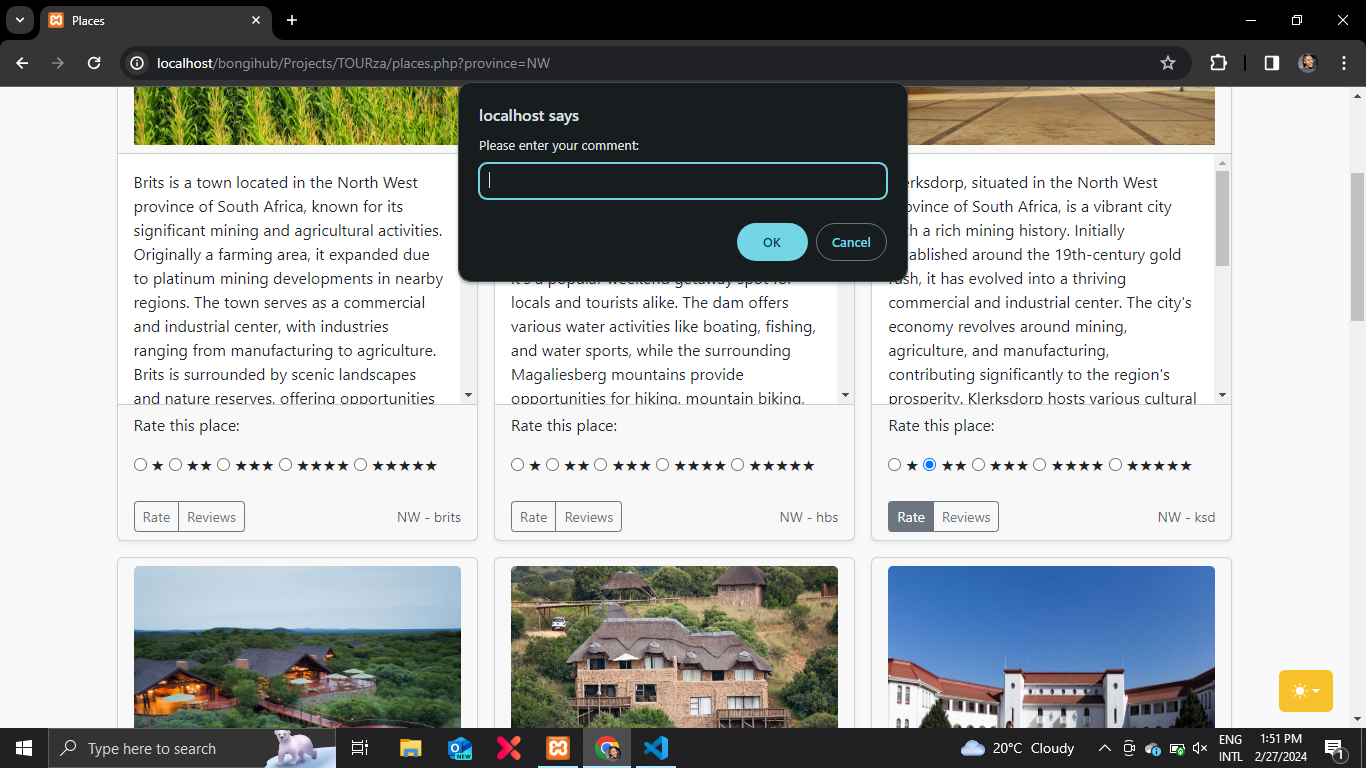 Places
localhost/bongihub/Projects/TOURza/places.php?province=NW
localhost says
Please enter your comment:
OK
Cancel
Brits is a town located in the North West
province of South Africa, known for its
significant mining and agricultural activities.
Originally a farming area, it expanded due
to platinum mining developments in nearby
regions. The town serves as a commercial
and industrial center, with industries
ranging from manufacturing to agriculture.
Brits is surrounded by scenic landscapes
and nature reserves, offering opportunities
Rate this place:
★ ★★ ★★★ ★★★★ ★★★★★
Rate Reviews NW - brits
It's a popular weekend getaway spot for
locals and tourists alike. The dam offers
various water activities like boating, fishing,
and water sports, while the surrounding
Magaliesberg mountains provide
opportunities for hiking, mountain biking,
Rate this place:
★ ★★ ★★★ ★★★★ ★★★★★
Rate Reviews NW - hbs
erksdorp, situated in the North West
ovince of South Africa, is a vibrant city
h a rich mining history. Initially
ablished around the 19th-century gold
ush, it has evolved into a thriving
commercial and industrial center. The city's
economy revolves around mining,
agriculture, and manufacturing,
contributing significantly to the region's
prosperity. Klerksdorp hosts various cultural
Rate this place:
★ ★★ ★★★ ★★★★ ★★★★★
Rate Reviews NW - ksd
Type here to search
NEW
20°C Cloudy
ENG
INTL
1:51 PM
2/27/2024
1